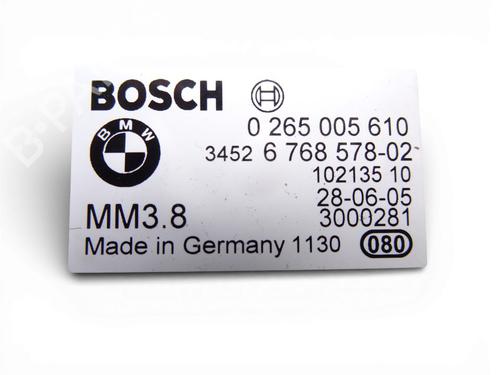 BOSCH
BMW
0 265 005 610
3452 6 768 578-02
102135 10
28-06-05
MM3.8 3000281
Made in Germany 1130 080